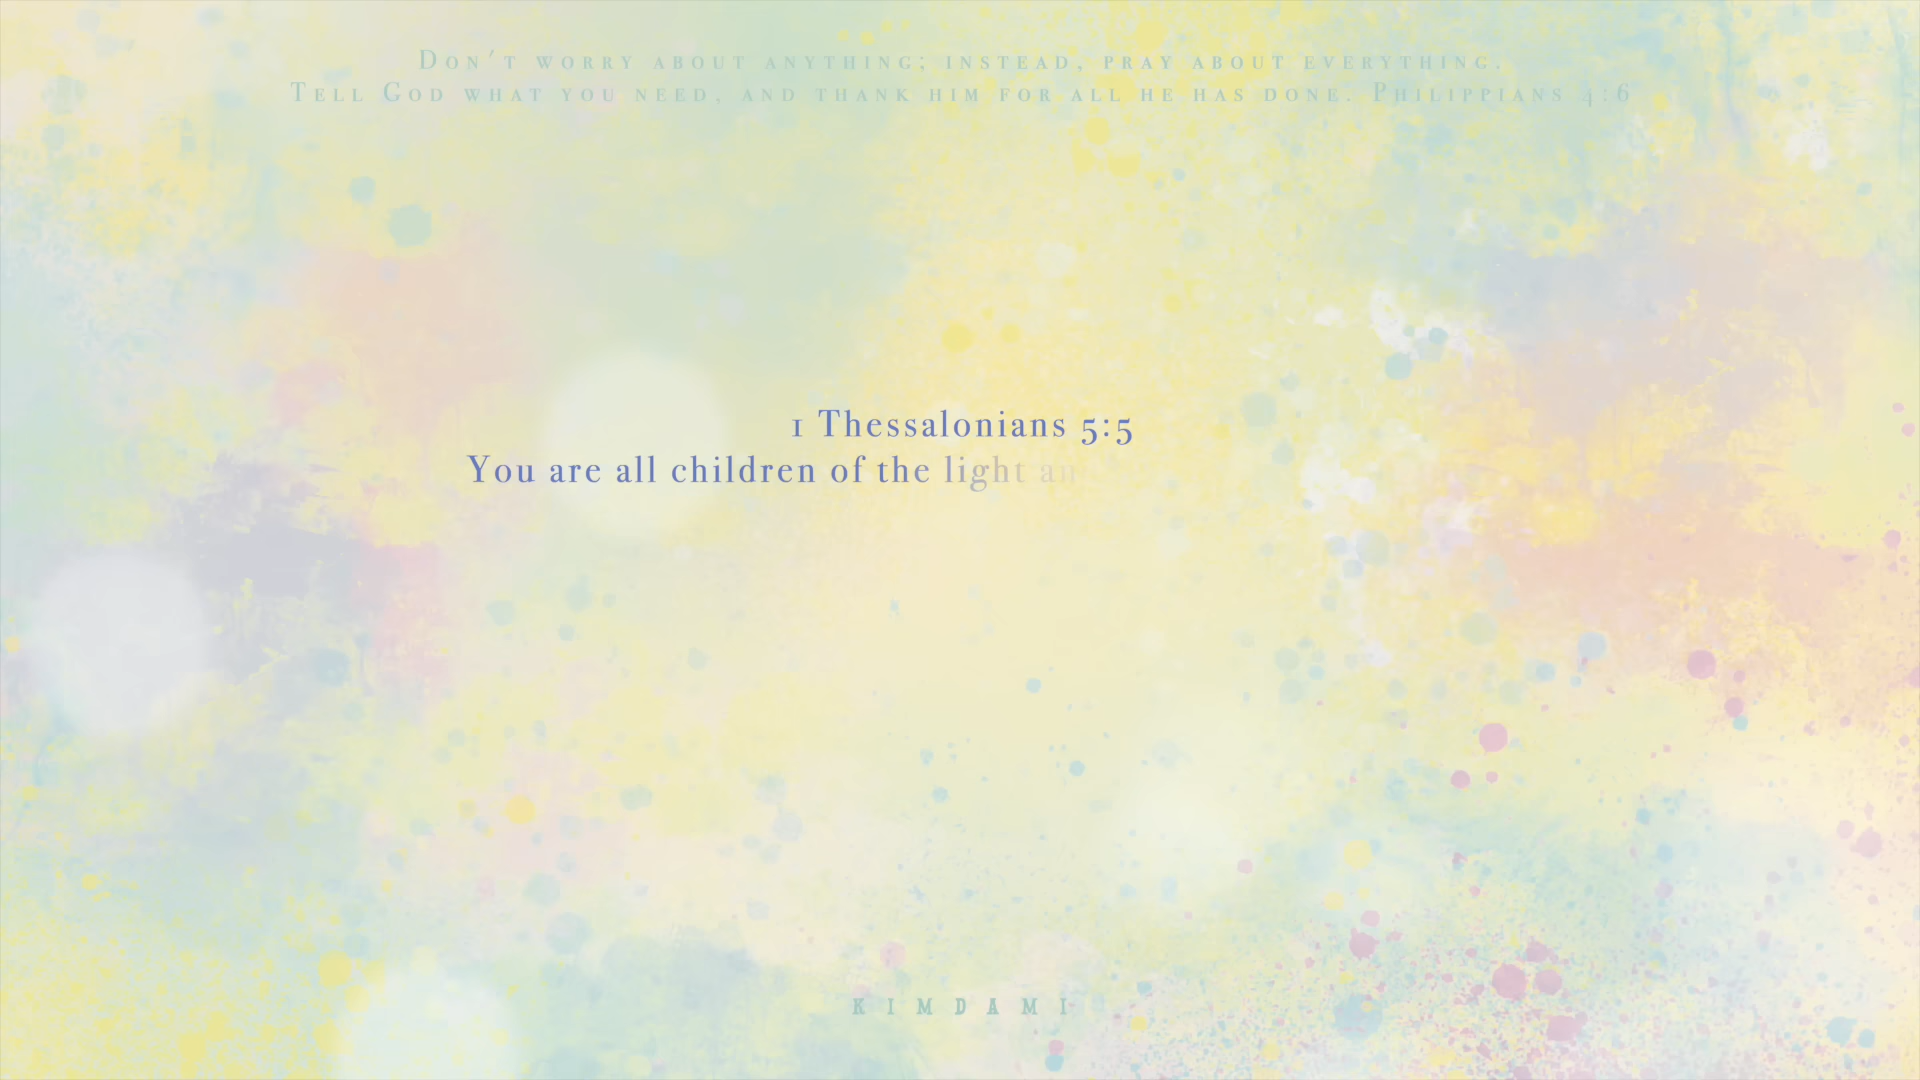 Don't worry about anything; instead, pray about everything.
Tell God what you need, and thank him for all he has done. Philippians 4:6
1 Thessalonians 5:5
You are all children of the light an
KIMDAMI